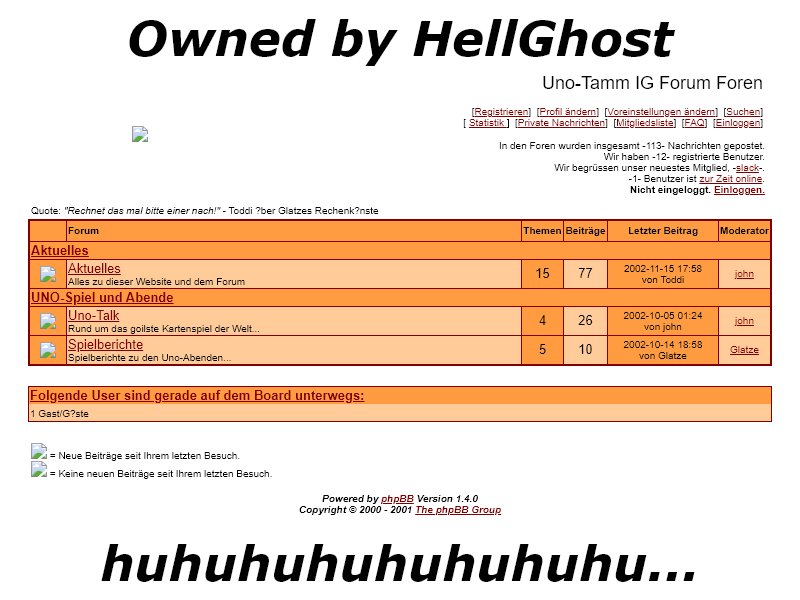 Owned by HellGhost
Uno-Tamm IG Forum Foren
[Registrieren] [Profil ändern] [Voreinstellungen ändern] [Suchen]
[ Statistik ] [Private Nachrichten] [Mitgliedsliste] [FAQ] [Einloggen]
In den Foren wurden insgesamt -113- Nachrichten gepostet.
Wir haben -12- registrierte Benutzer.
Wir begrüssen unser neuestes Mitglied, -slack-.
-1- Benutzer ist zur Zeit online.
Nicht eingeloggt. Einloggen.
Quote: "Rechnet das mal bitte einer nach!" - Toddi ?ber Glatzes Rechenk?nste
Forum Themen Beiträge Letzter Beitrag Moderator
Aktuelles
Aktuelles
Alles zu dieser Website und dem Forum
15 77
2002-11-15 17:58
von Toddi
john
UNO-Spiel und Abende
Uno-Talk
Rund um das goilste Kartenspiel der Welt...
4 26
2002-10-05 01:24
von john
john
Spielberichte
Spielberichte zu den Uno-Abenden...
5 10
2002-10-14 18:58
von Glatze
Glatze
Folgende User sind gerade auf dem Board unterwegs:
1 Gast/G?ste
= Neue Beiträge seit Ihrem letzten Besuch.
= Keine neuen Beiträge seit Ihrem letzten Besuch.
Powered by phpBB Version 1.4.0
Copyright © 2000 - 2001 The phpBB Group
huhuhuhuhuhuhuhuhu...